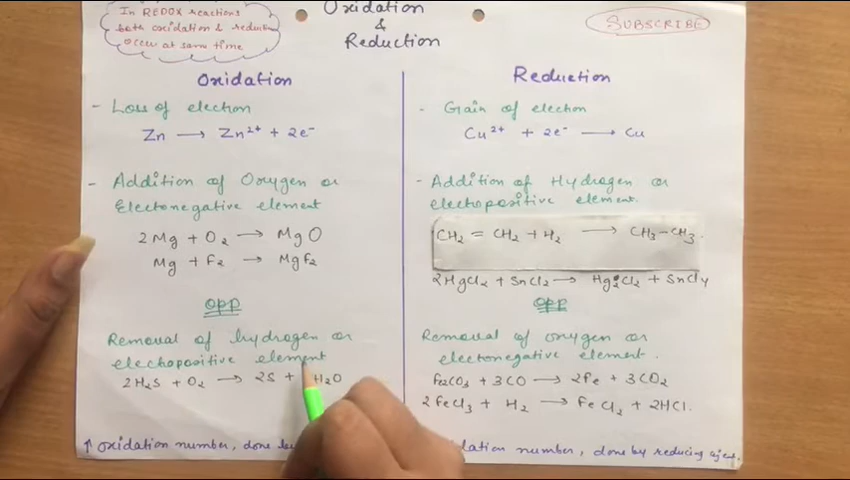 In REDOX reactions
both oxidation & reduction
occur at same time
Oxidation
&
Reduction
SUBSCRIBE
Oxidation
- Loss of electron
Zn → Zn²⁺ + 2e⁻
- Addition of Oxygen or
Electonegative element
2Mg + O₂ → MgO
Mg + F₂ → MgF₂
OPP
Removal of hydrogen or
electropositive element
2H₂S + O₂ → 2S + H₂O
↑ oxidation number, done
Reduction
- Gain of electron
Cu²⁺ + 2e⁻ → Cu
- Addition of Hydrogen or
electopositive element.
CH₂ = CH₂ + H₂ → CH₃-CH₃.
2HgCl₂ + SnCl₂ → Hg₂Cl₂ + SnCl₄
OPP
Removal of oxygen or
electonegative element.
Fe₂O₃ + 3CO → 2Fe + 3CO₂
2FeCl₃ + H₂ → FeCl₂ + 2HCl.
dation number, done by reducing